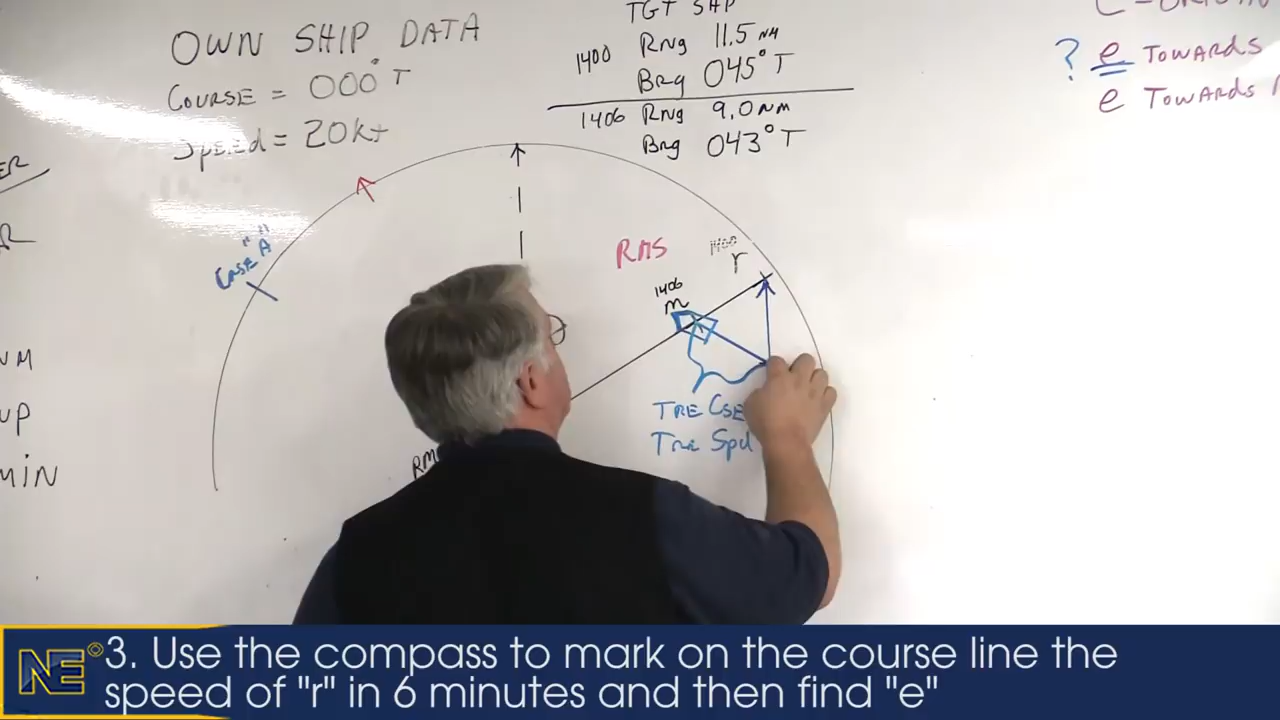 OWN SHIP DATA
COURSE = 000° T
Speed = 20kt
TGT SHP
1400 Rng 11.5 NM
Brg 045° T
1406 Rng 9.0 NM
Brg 043° T
? e TOWARDS
e TOWARDS
CASE "A"
RMS
1400
r
1406
m
TRE CSE
Tre Spd
NM
UP
MIN
NE
3. Use the compass to mark on the course line the
speed of "r" in 6 minutes and then find "e"